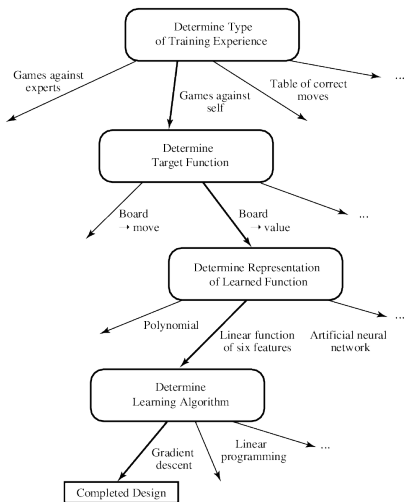 Determine Type
of Training Experience
Games against
experts
Games against
self
Table of correct
moves
...
Determine
Target Function
Board
→ move
Board
→ value
...
Determine Representation
of Learned Function
Polynomial
Linear function
of six features
Artificial neural
network
...
Determine
Learning Algorithm
Gradient
descent
Linear
programming
...
Completed Design